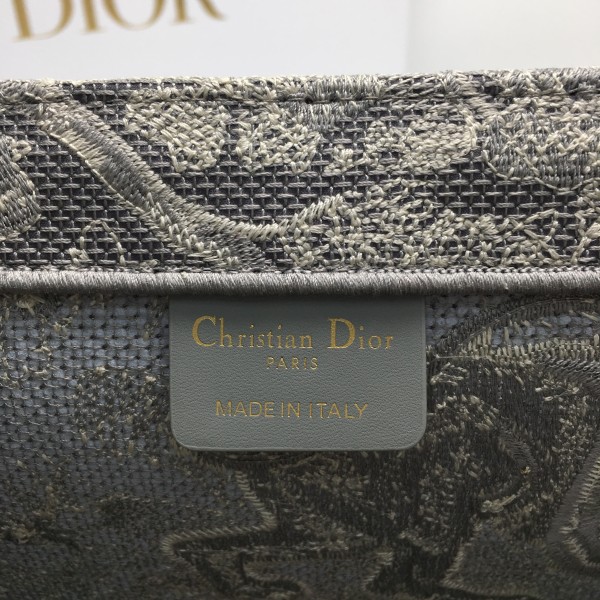 DIOR
Christian Dior
PARIS
MADE IN ITALY